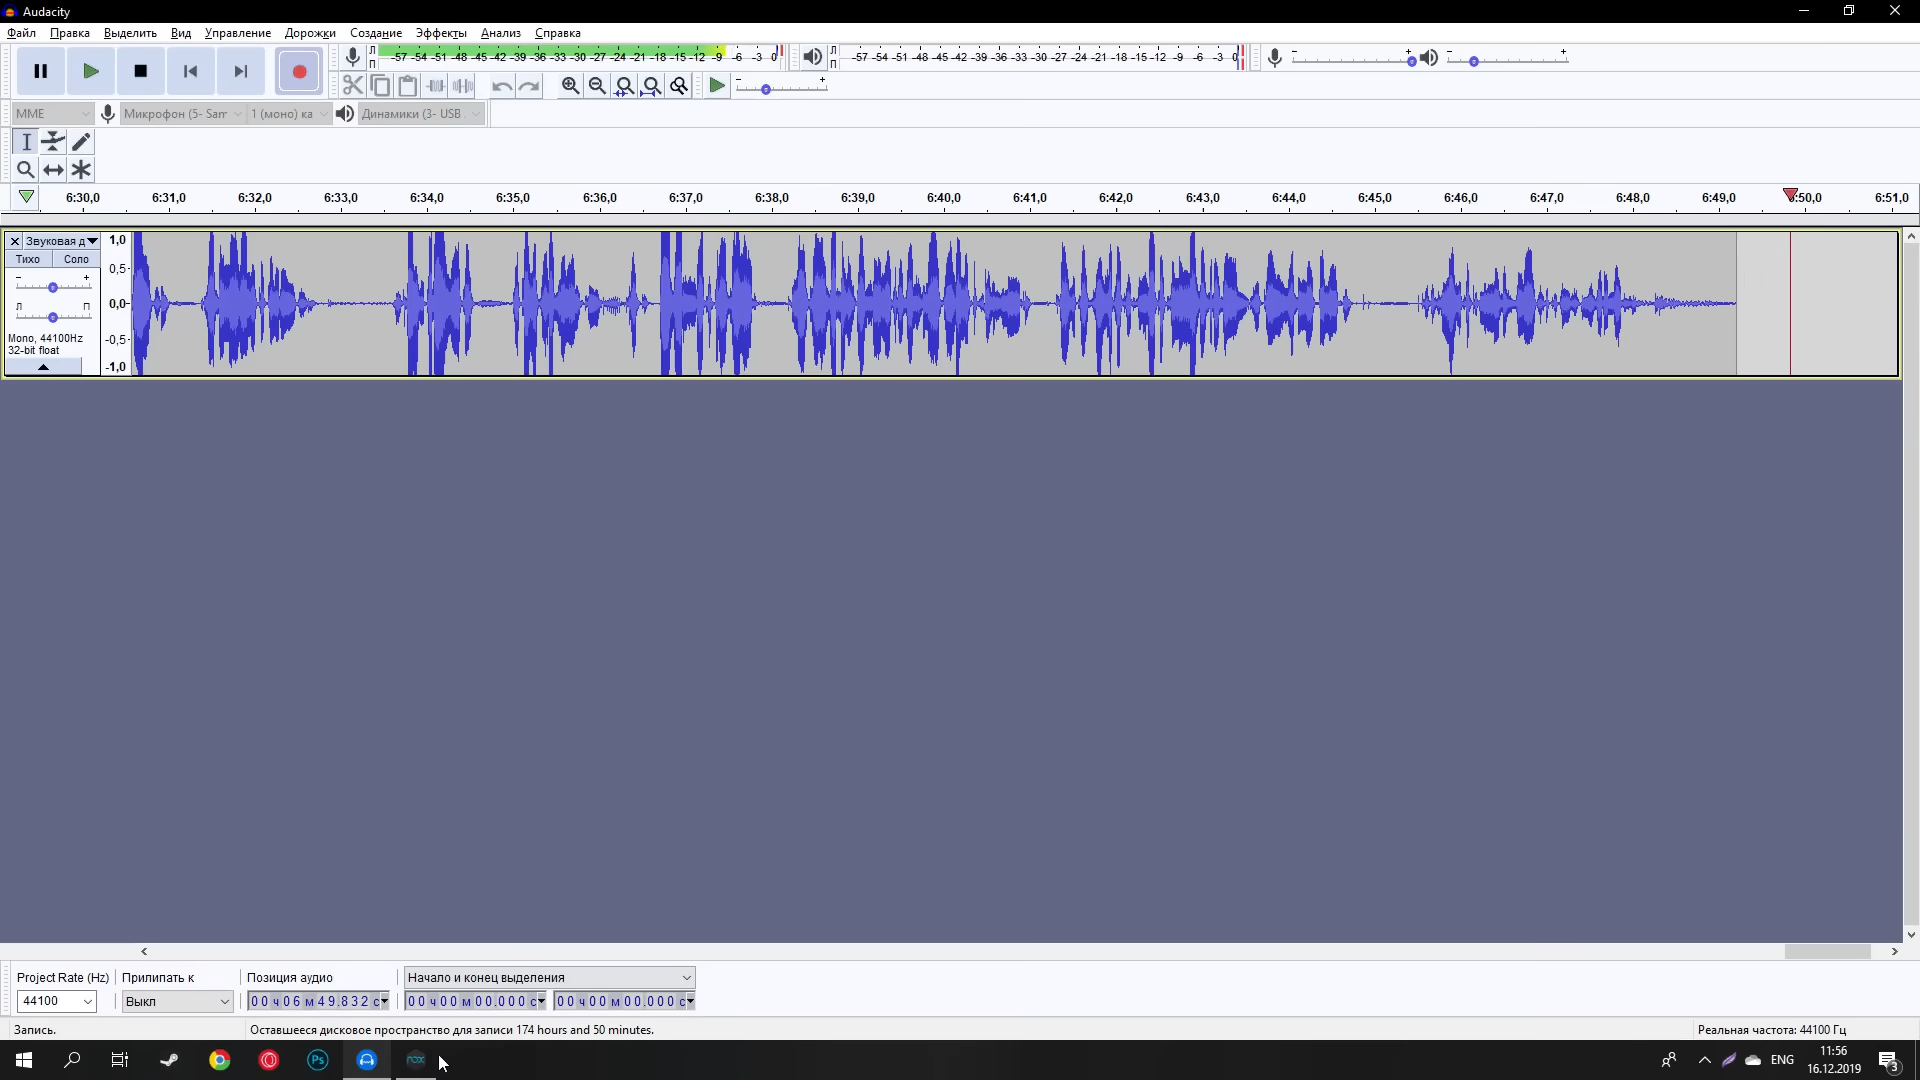 Audacity
Файл Правка Выделить Вид Управление Дорожки Создание Эффекты Анализ Справка
Л
П
-57 -54 -51 -48 -45 -42 -39 -36 -33 -30 -27 -24 -21 -18 -15 -12 -9 -6 -3 0
Л
П
-57 -54 -51 -48 -45 -42 -39 -36 -33 -30 -27 -24 -21 -18 -15 -12 -9 -6 -3 0
- +
- +
- +
MME Микрофон (5- Sam 1 (моно) ка Динамики (3- USB
6:30,0 6:31,0 6:32,0 6:33,0 6:34,0 6:35,0 6:36,0 6:37,0 6:38,0 6:39,0 6:40,0 6:41,0 6:42,0 6:43,0 6:44,0 6:45,0 6:46,0 6:47,0 6:48,0 6:49,0 6:50,0 6:51,0
Звуковая д 1,0
Тихо Соло
- + 0,5
Л П 0,0
Mono, 44100Hz -0,5
32-bit float
-1,0
Project Rate (Hz) Прилипать к Позиция аудио Начало и конец выделения
44100 Выкл 00 ч 06 м 49.832 с 00 ч 00 м 00.000 с 00 ч 00 м 00.000 с
Запись. Оставшееся дисковое пространство для записи 174 hours and 50 minutes. Реальная частота: 44100 Гц
Ps nox ENG 11:56
16.12.2019
3